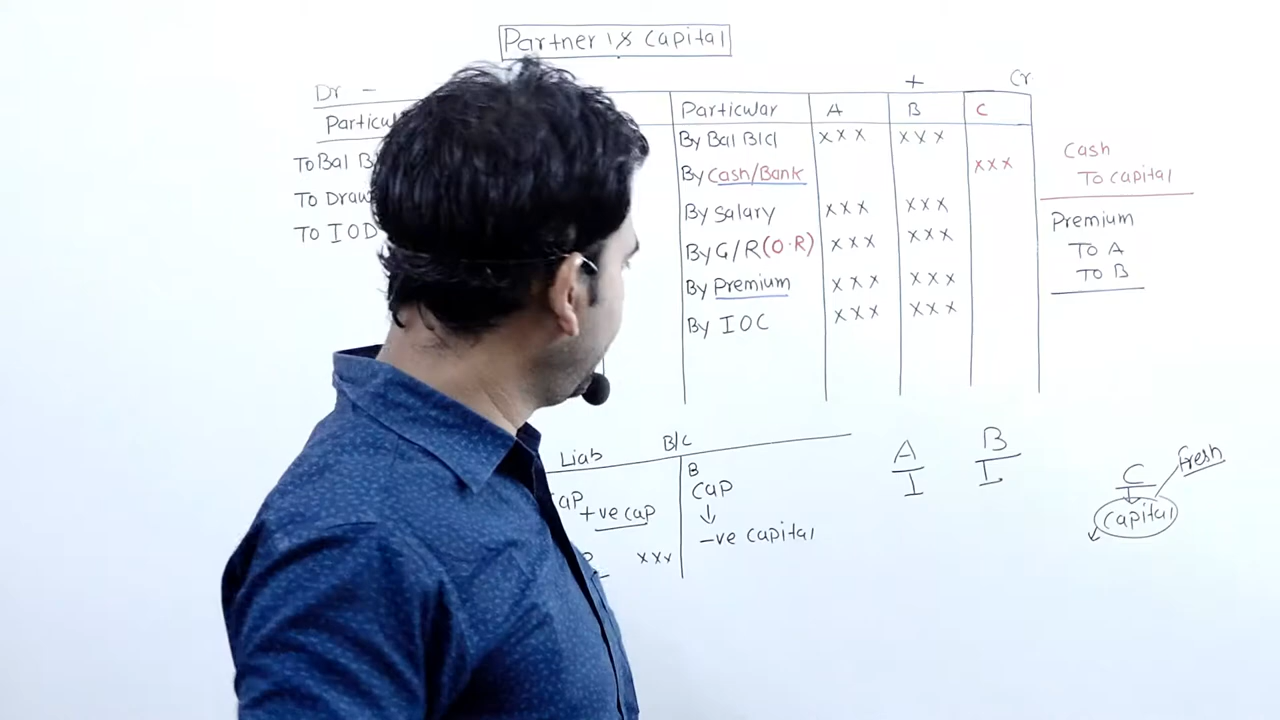 Partner's Capital
Dr - + Cr
Particular A B C
To Bal B
To Draw
To IOD
By Bal B/d xxx xxx
By Cash/Bank xxx
By Salary xxx xxx
By G/R (O.R) xxx xxx
By Premium xxx xxx
By IOC xxx xxx
Cash
To Capital
Premium
To A
To B
B/C
Liab
+ve cap
xxx
B
Cap
↓
-ve capital
A B
I I
C
Fresh
Capital